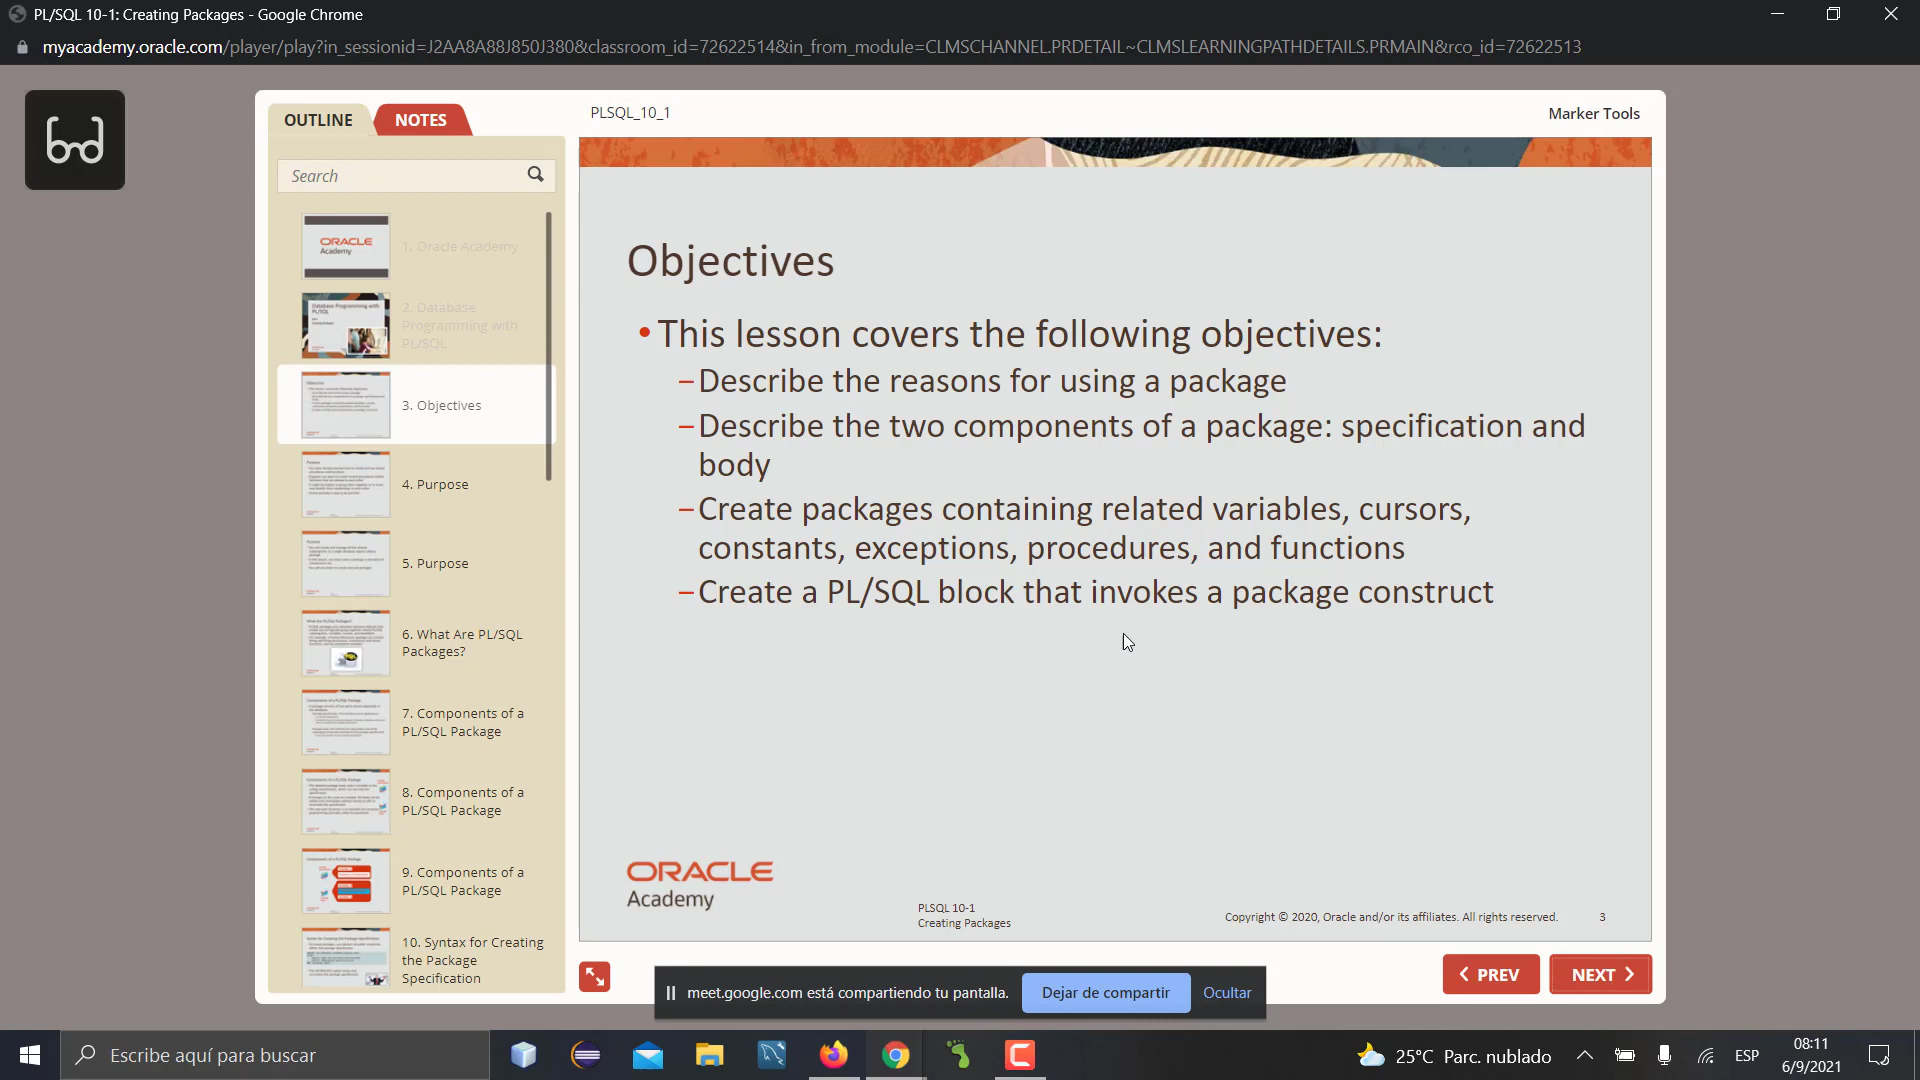 PL/SQL 10-1: Creating Packages - Google Chrome
myacademy.oracle.com/player/play?in_sessionid=J2AA8A88J850J380&classroom_id=72622514&in_from_module=CLMSCHANNEL.PRDETAIL~CLMSLEARNINGPATHDETAILS.PRMAIN&rco_id=72622513
OUTLINE
NOTES
PLSQL_10_1
Marker Tools
Search
ORACLE
Academy
1. Oracle Academy
2. Database
Programming with
PL/SQL
3. Objectives
4. Purpose
5. Purpose
6. What Are PL/SQL
Packages?
7. Components of a
PL/SQL Package
8. Components of a
PL/SQL Package
9. Components of a
PL/SQL Package
10. Syntax for Creating
the Package
Specification
Objectives
•This lesson covers the following objectives:
–Describe the reasons for using a package
–Describe the two components of a package: specification and
body
–Create packages containing related variables, cursors,
constants, exceptions, procedures, and functions
–Create a PL/SQL block that invokes a package construct
ORACLE
Academy
PLSQL 10-1
Creating Packages
Copyright © 2020, Oracle and/or its affiliates. All rights reserved.
3
PREV
NEXT
meet.google.com está compartiendo tu pantalla.
Dejar de compartir
Ocultar
Escribe aquí para buscar
25°C Parc. nublado
ESP
08:11
6/9/2021